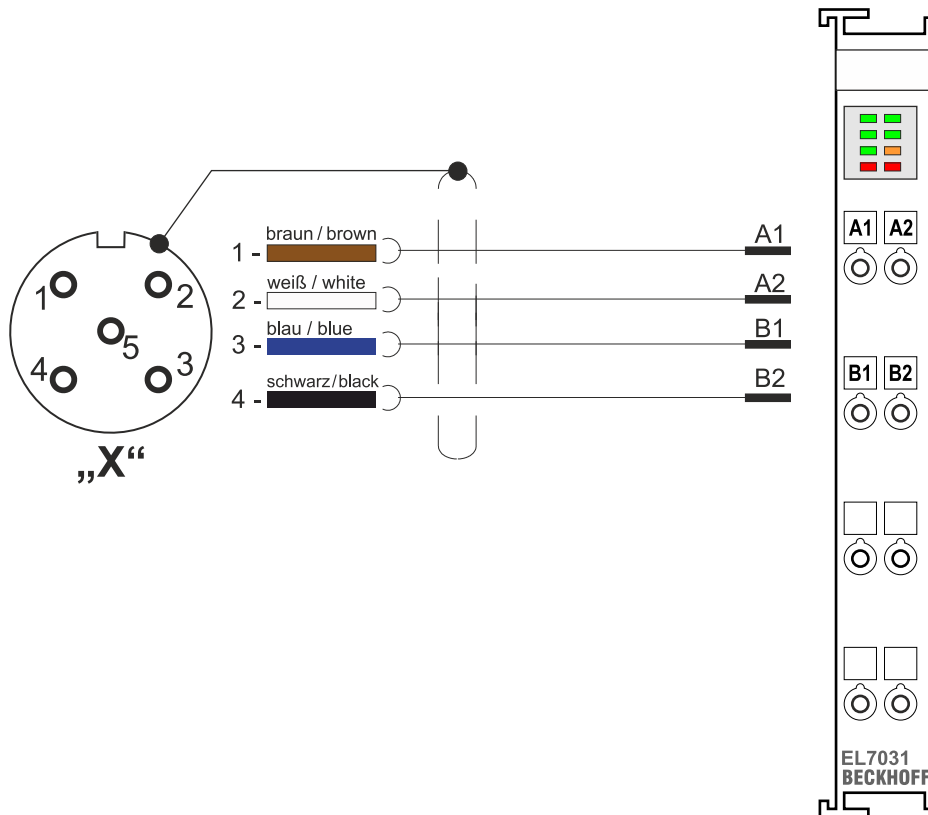 1
2
5
4
3
„X“
braun / brown
1 -
weiß / white
2 -
blau / blue
3 -
schwarz/black
4 -
A1
A2
B1
B2
A1 A2
B1 B2
EL7031
BECKHOFF